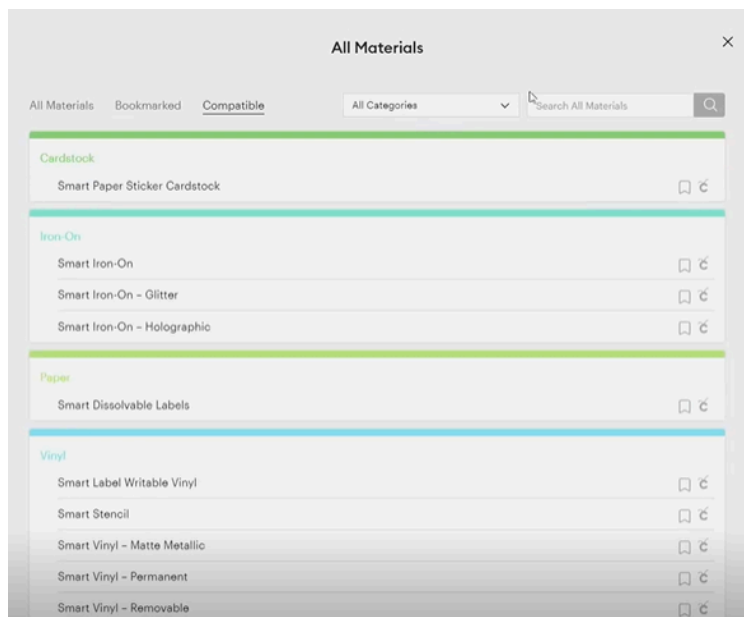 All Materials
All Materials Bookmarked Compatible All Categories Search All Materials
Cardstock
Smart Paper Sticker Cardstock
Iron-On
Smart Iron-On
Smart Iron-On – Glitter
Smart Iron-On – Holographic
Paper
Smart Dissolvable Labels
Vinyl
Smart Label Writable Vinyl
Smart Stencil
Smart Vinyl – Matte Metallic
Smart Vinyl – Permanent
Smart Vinyl – Removable